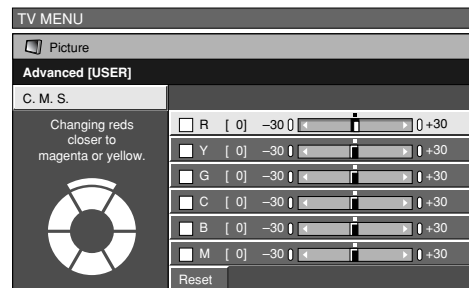 TV MENU
Picture
Advanced [USER]
C. M. S.
Changing reds
closer to
magenta or yellow.
R [ 0] –30 +30
Y [ 0] –30 +30
G [ 0] –30 +30
C [ 0] –30 +30
B [ 0] –30 +30
M [ 0] –30 +30
Reset